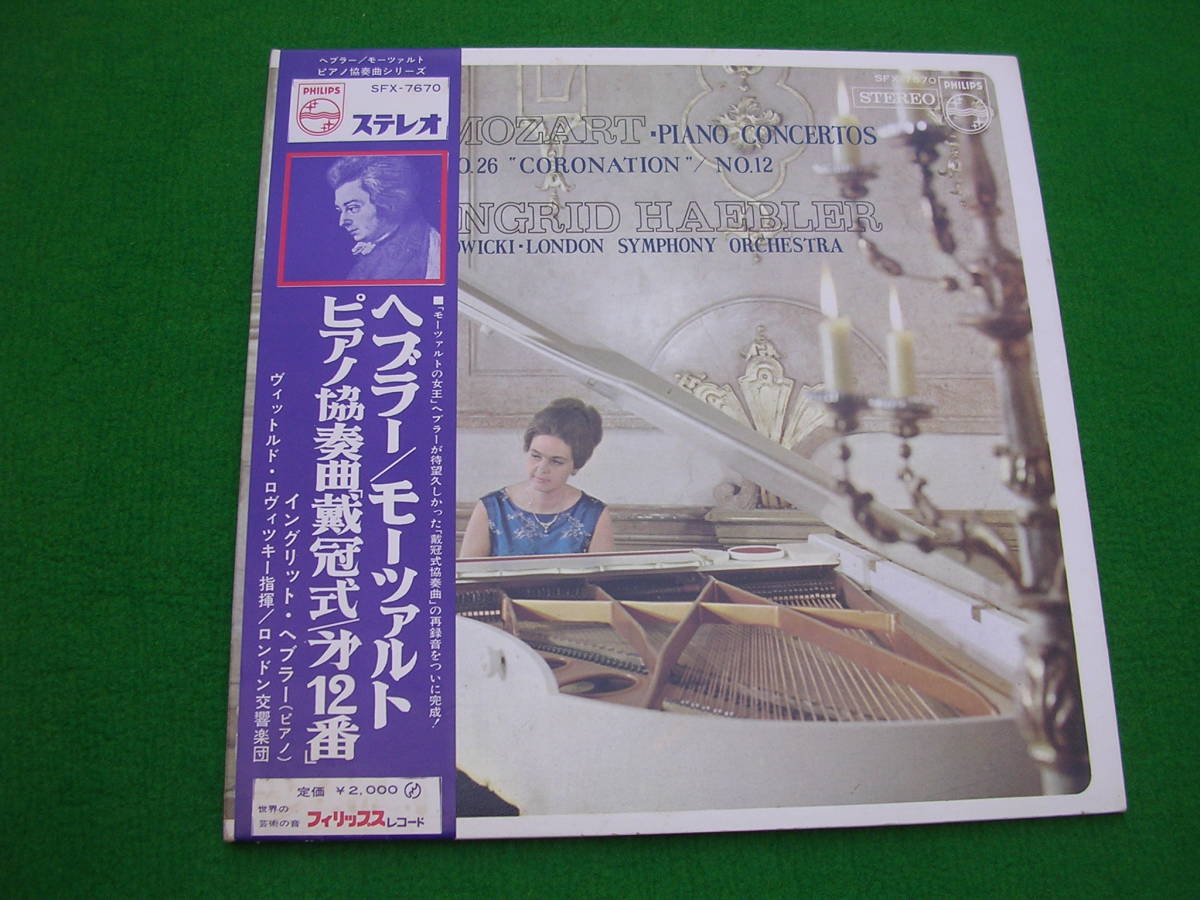 ヘブラー/モーツァルト
ピアノ協奏曲シリーズ
PHILIPS
SFX-7670
ステレオ
■「モーツァルトの女王」ヘブラーが待望久しかった「戴冠式協奏曲」の再録音をついに完成!
ヘブラー/モーツァルト
ピアノ協奏曲「戴冠式/才12番」
イングリット・ヘブラー(ピアノ)
ヴィットルド・ロヴィツキー指揮/ロンドン交響楽団
定価 ¥2,000
世界の
芸術の音 フィリップスレコード
SFX-7670
STEREO
PHILIPS
MOZART・PIANO CONCERTOS
O.26 "CORONATION"/ NO.12
INGRID HAEBLER
OWICKI・LONDON SYMPHONY ORCHESTRA